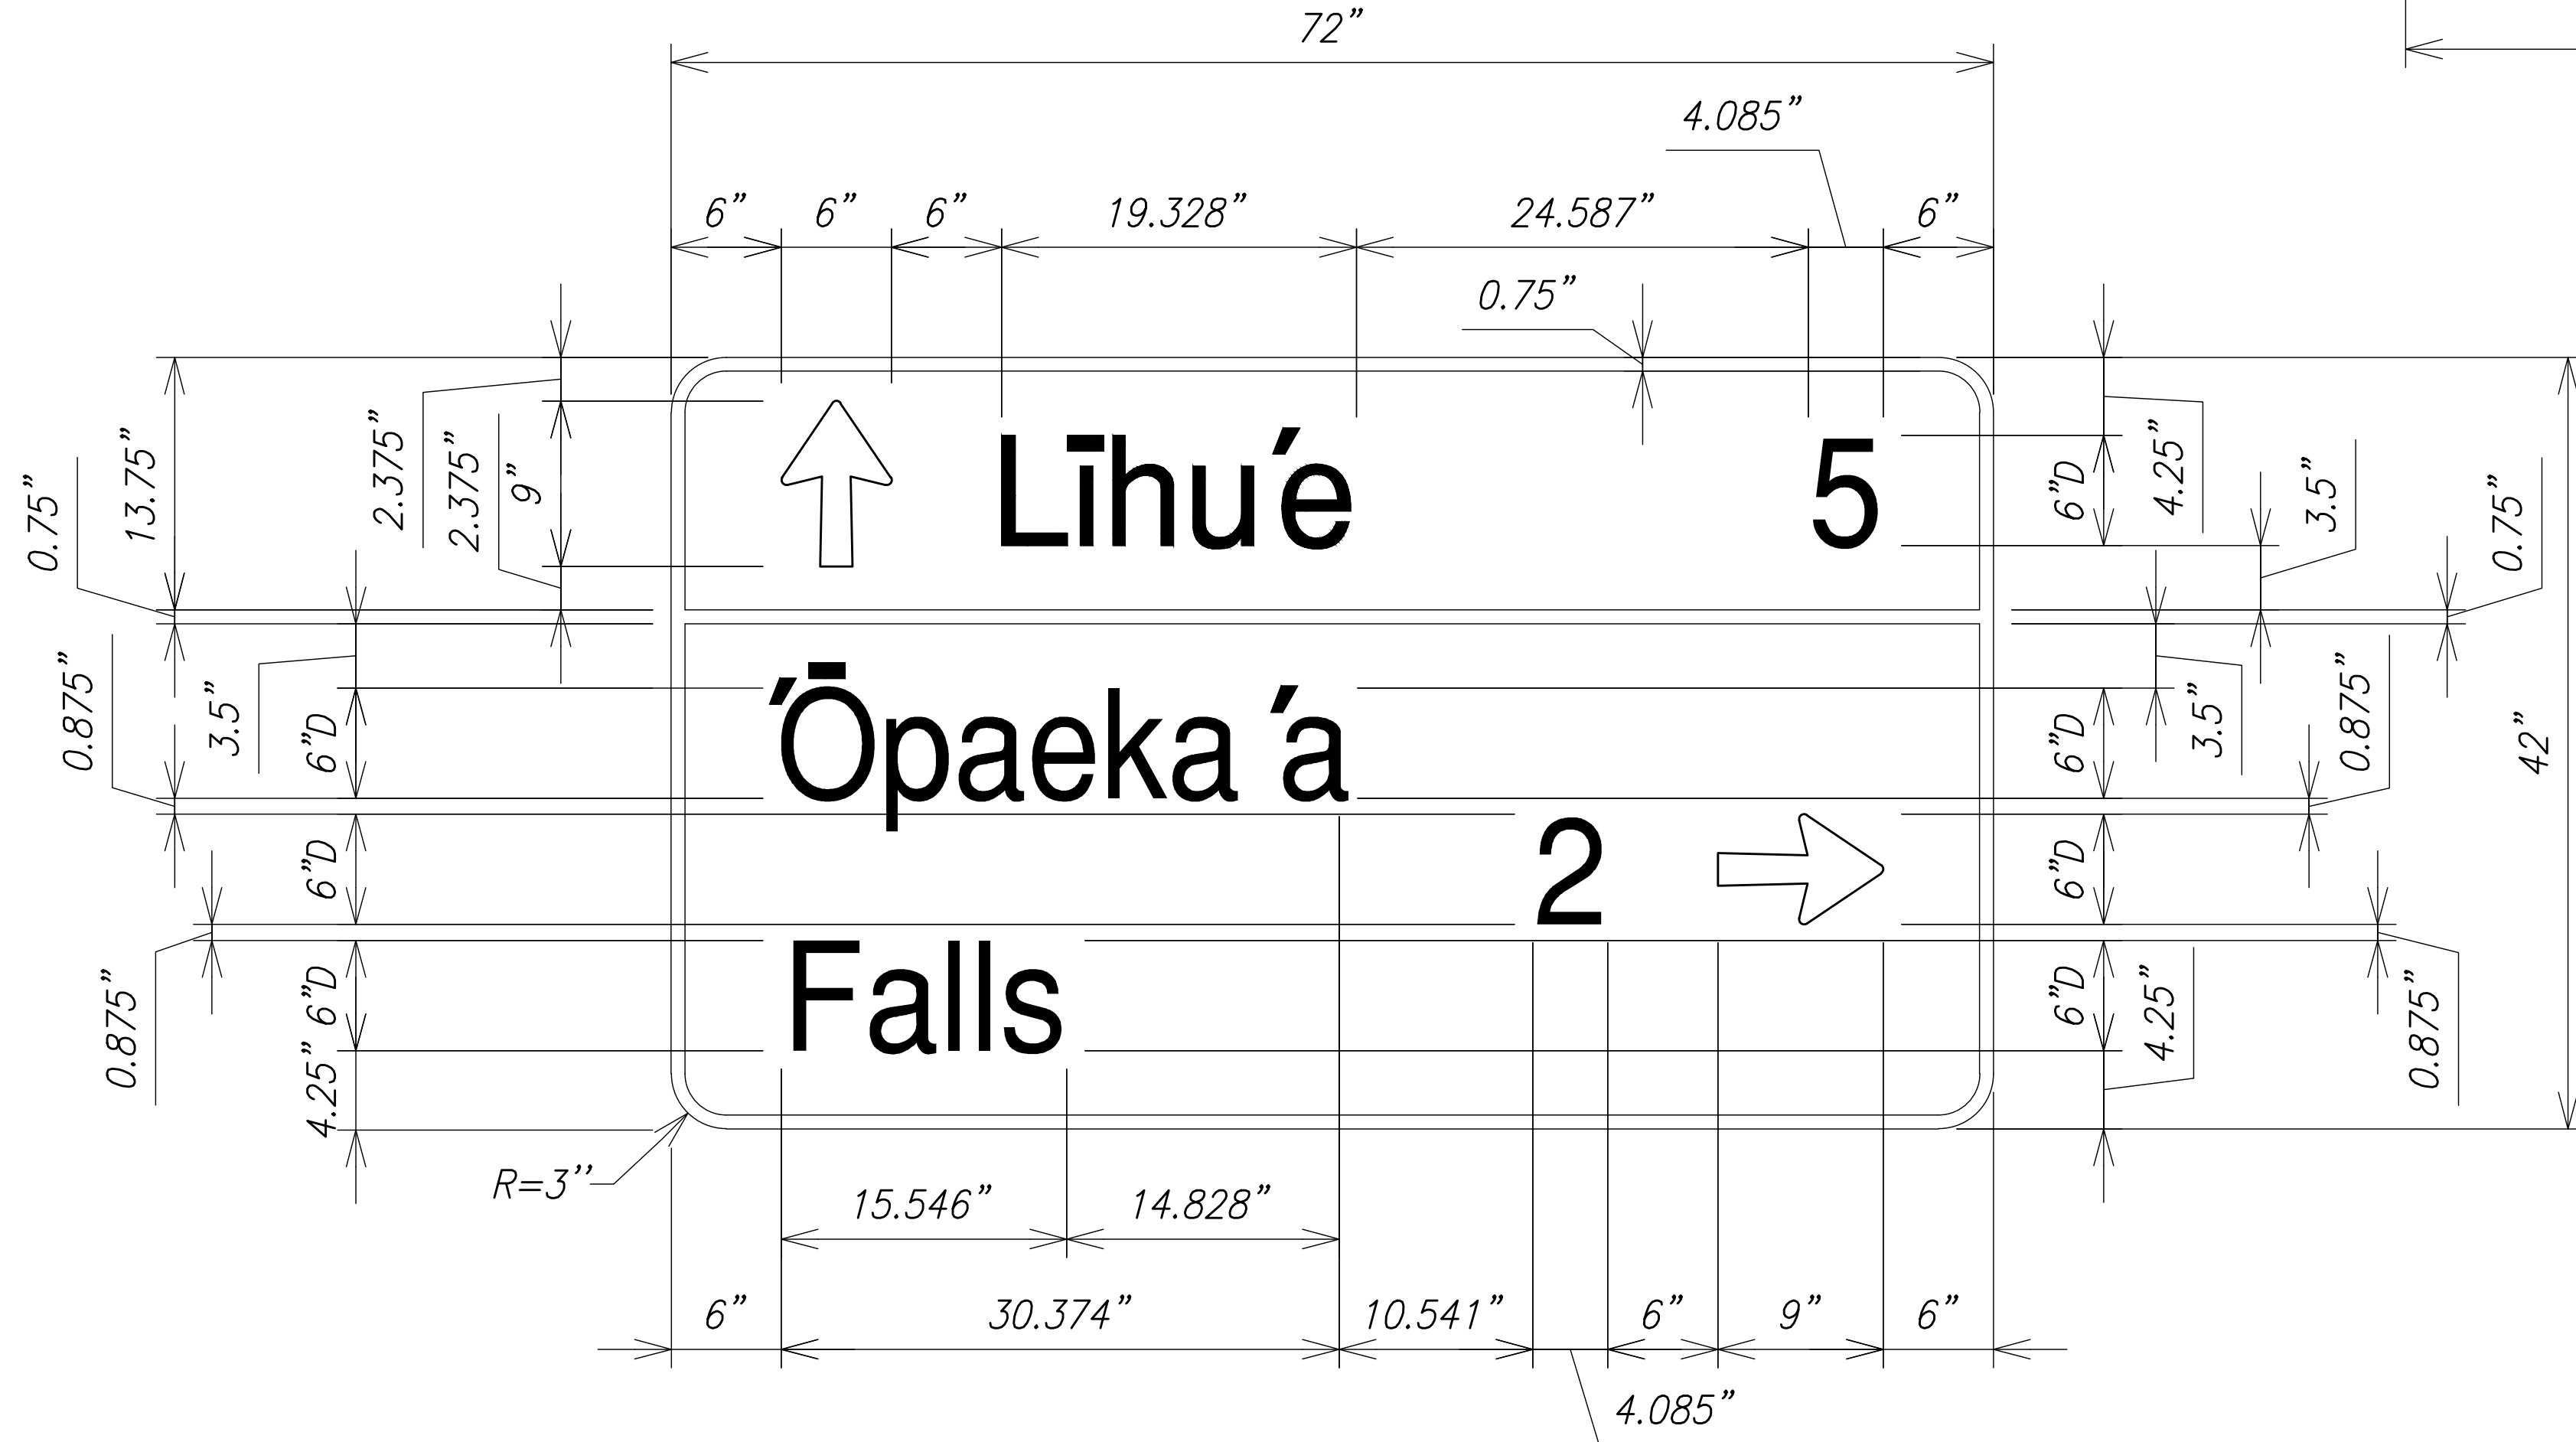 72”
4.085”
6” 6” 6” 19.328” 24.587” 6”
0.75”
0.75” 13.75” 2.375” 2.375” 9”
Līhuʻe 5
6”D 4.25” 3.5” 0.75”
0.875” 3.5” 6”D
ʻŌpaekaʻa
6”D 3.5” 0.875” 42”
6”D 2 6”D
0.875” 6”D
Falls
6”D 4.25” 0.875”
4.25”
R=3’’
15.546” 14.828”
6” 30.374” 10.541” 6” 9” 6”
4.085”